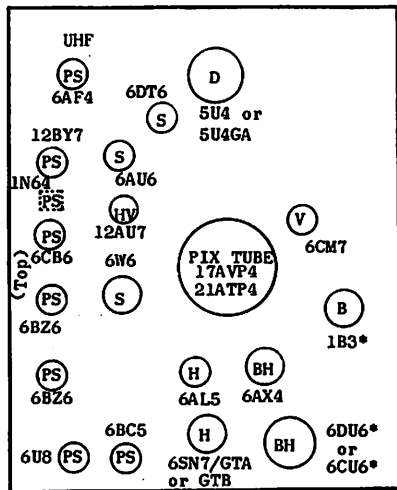 UHF
PS
6AF4
D
5U4 or
5U4GA
6DT6
S
12BY7
PS
S
6AU6
1N64
PS
HV
12AU7
V
6CM7
PS
6CB6
(Top)
6W6
S
PIX TUBE
17AVP4
21ATP4
PS
6BZ6
B
1B3*
PS
6BZ6
H
6AL5
BH
6AX4
6U8
PS
6BC5
PS
H
6SN7/GTA
or GTB
BH
6DU6*
or
6CU6*